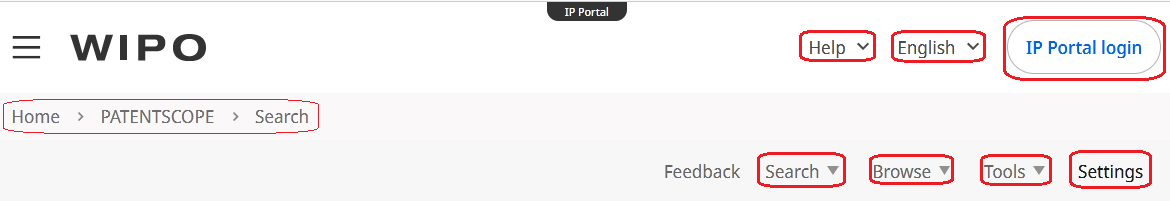 IP Portal
WIPO Help English IP Portal login
Home > PATENTSCOPE > Search
Feedback Search Browse Tools Settings